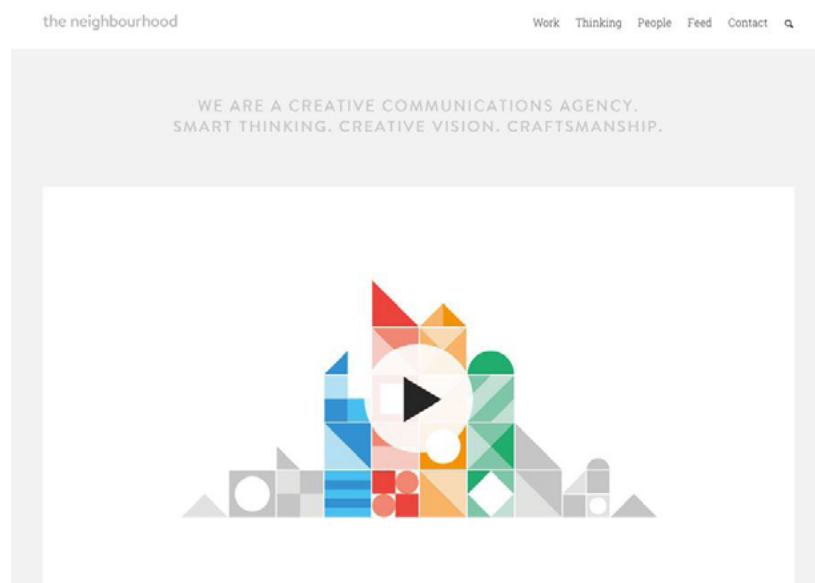 the neighbourhood
Work Thinking People Feed Contact
WE ARE A CREATIVE COMMUNICATIONS AGENCY.
SMART THINKING. CREATIVE VISION. CRAFTSMANSHIP.